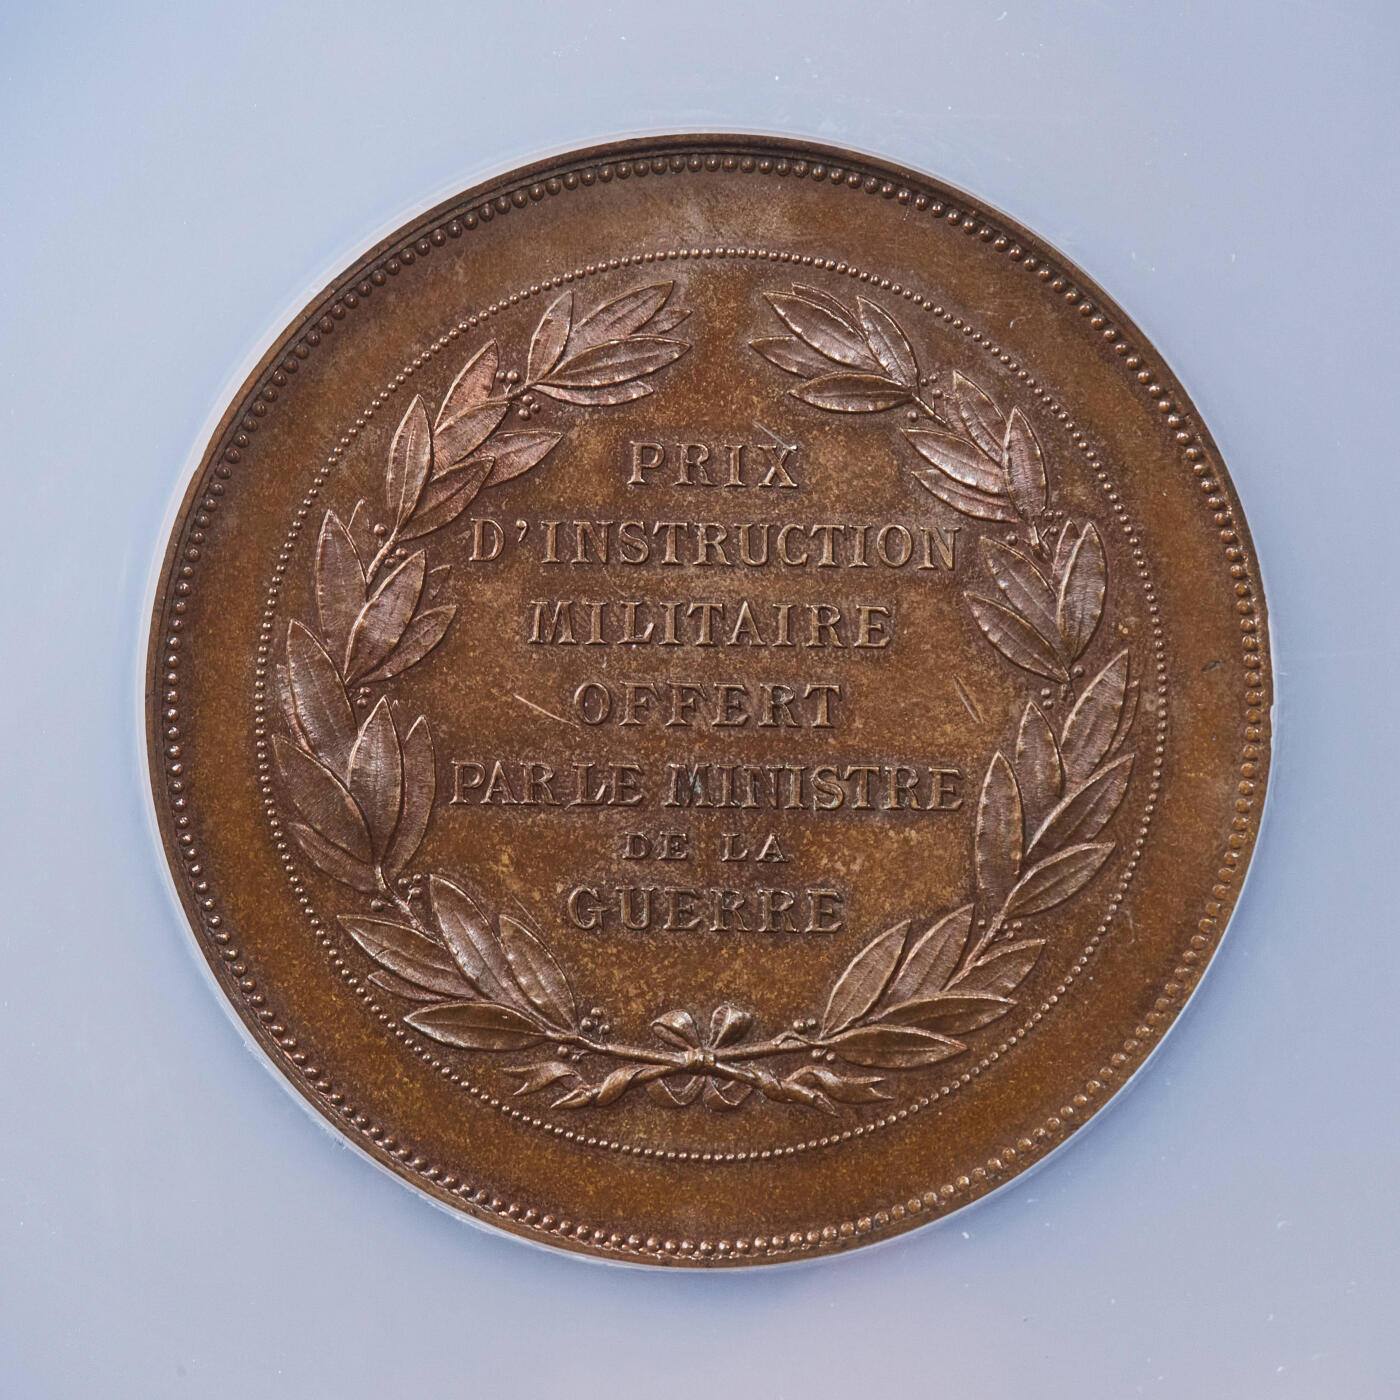 PRIX
D'INSTRUCTION
MILITAIRE
OFFERT
PAR LE MINISTRE
DE LA
GUERRE